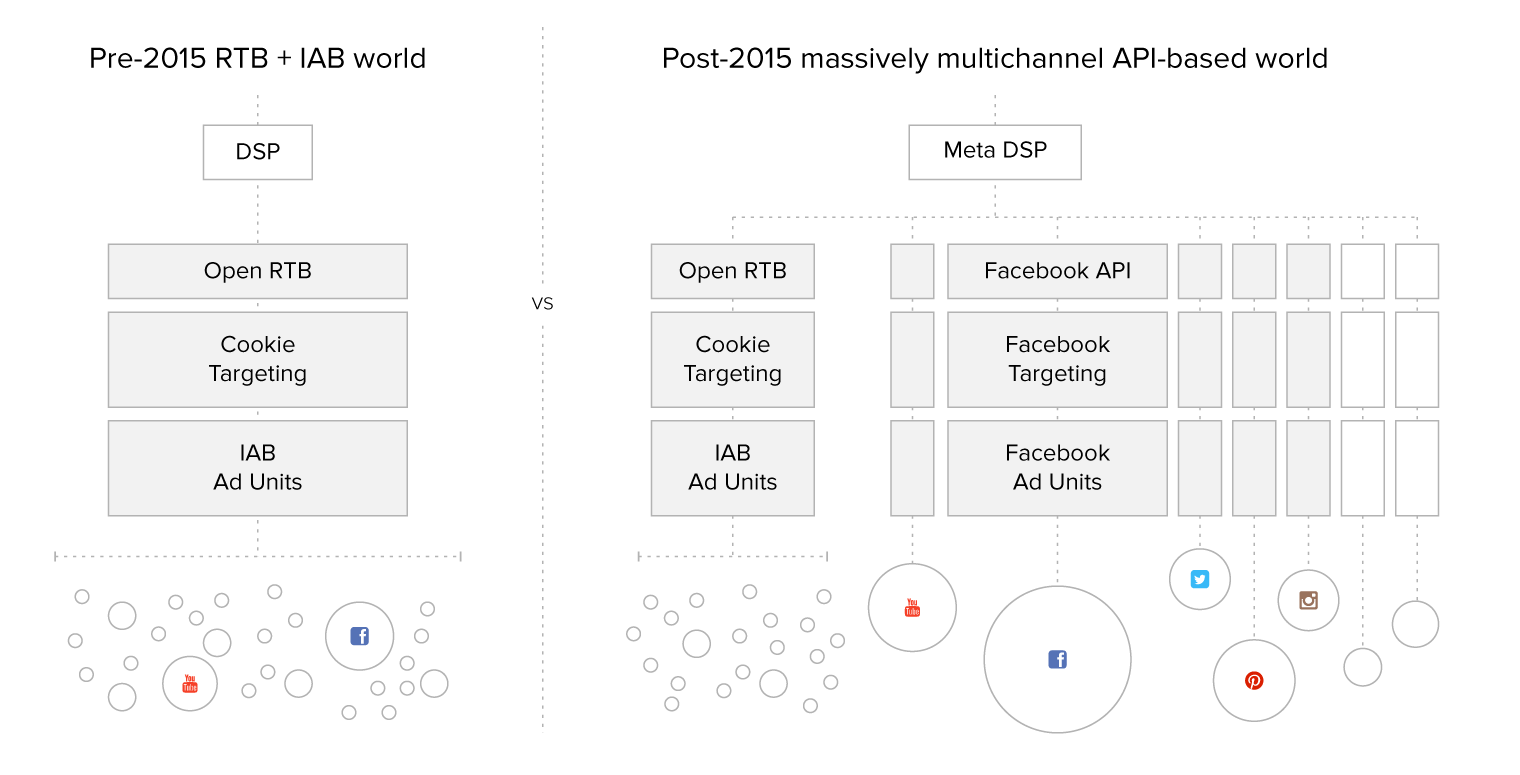 Pre-2015 RTB + IAB world
DSP
Open RTB
Cookie
Targeting
IAB
Ad Units
You
Tube
f
VS
Post-2015 massively multichannel API-based world
Meta DSP
Open RTB
Facebook API
Cookie
Targeting
Facebook
Targeting
IAB
Ad Units
Facebook
Ad Units
You
Tube
f